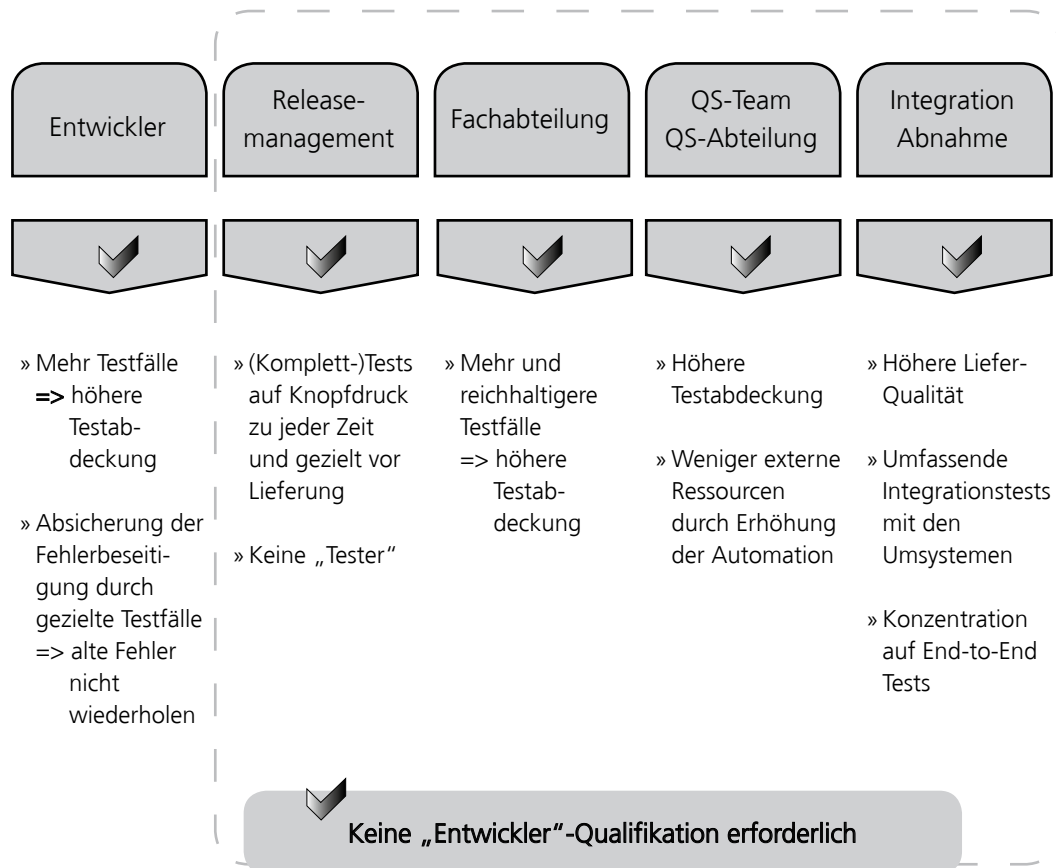 Entwickler
Release-
management
Fachabteilung
QS-Team
QS-Abteilung
Integration
Abnahme
» Mehr Testfälle
=> höhere
Testab-
deckung
» Absicherung der
Fehlerbeseiti-
gung durch
gezielte Testfälle
=> alte Fehler
nicht
wiederholen
» (Komplett-)Tests
auf Knopfdruck
zu jeder Zeit
und gezielt vor
Lieferung
» Keine „Tester“
» Mehr und
reichhaltigere
Testfälle
=> höhere
Testab-
deckung
» Höhere
Testabdeckung
» Weniger externe
Ressourcen
durch Erhöhung
der Automation
» Höhere Liefer-
Qualität
» Umfassende
Integrationstests
mit den
Umsystemen
» Konzentration
auf End-to-End
Tests
Keine „Entwickler“-Qualifikation erforderlich